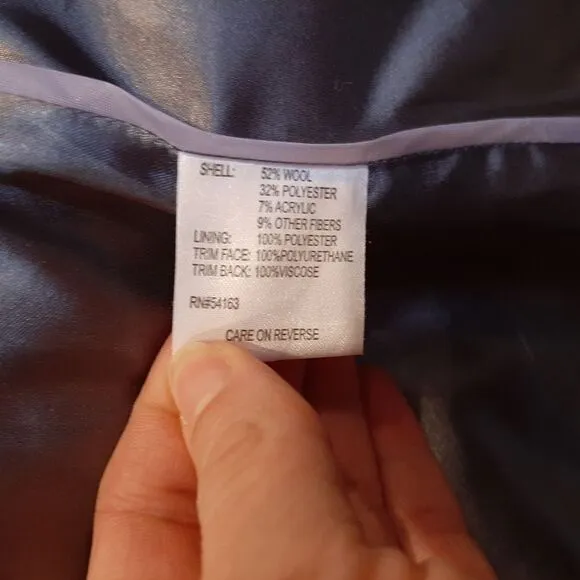 SHELL: 52% WOOL
32% POLYESTER
7% ACRYLIC
9% OTHER FIBERS
LINING: 100% POLYESTER
TRIM FACE: 100%POLYURETHANE
TRIM BACK: 100%VISCOSE
RN#54163
CARE ON REVERSE